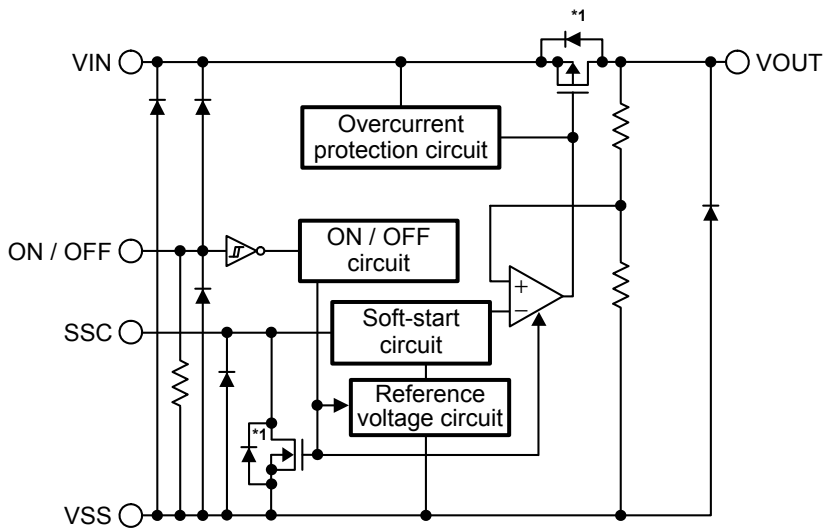 *1
VIN
VOUT
Overcurrent
protection circuit
ON / OFF
ON / OFF
circuit
+
−
SSC
Soft-start
circuit
Reference
voltage circuit
*1
VSS